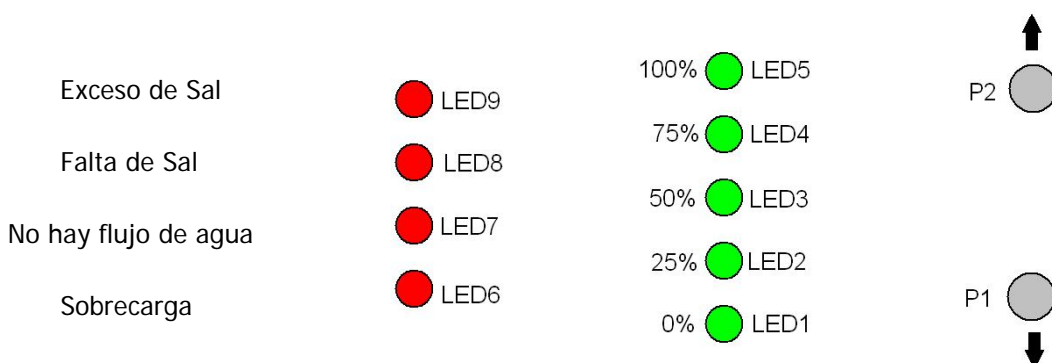 Exceso de Sal
LED9
Falta de Sal
LED8
No hay flujo de agua
LED7
Sobrecarga
LED6
100% LED5
75% LED4
50% LED3
25% LED2
0% LED1
P2
P1